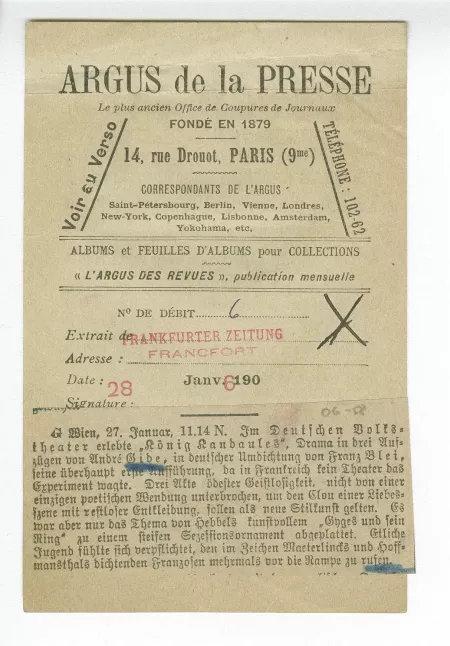 ARGUS de la PRESSE
Le plus ancien Office de Coupures de Journaux
FONDÉ EN 1879
Voir au Verso
14, rue Drouot, PARIS (9me)
TÉLÉPHONE : 102-62
CORRESPONDANTS DE L'ARGUS
Saint-Pétersbourg, Berlin, Vienne, Londres,
New-York, Copenhague, Lisbonne, Amsterdam,
Yokohama, etc.
ALBUMS et FEUILLES D'ALBUMS pour COLLECTIONS
« L'ARGUS DES REVUES », publication mensuelle
No DE DÉBIT 6
Extrait de FRANKFURTER ZEITUNG
Adresse : FRANCFORT
Date : 28 Janv. 6 190
Signature :
06-58
G Wien, 27. Januar, 11.14 N. Im Deutschen Volks-
theater erlebte „König Kandaules“, Drama in drei Auf-
zügen von André Gide, in deutscher Umdichtung von Franz Blei,
seine überhaupt erste Aufführung, da in Frankreich kein Theater das
Experiment wagte. Drei Akte ödester Geistlosigkeit, nicht von einer
einzigen poetischen Wendung unterbrochen, um den Clou einer Liebes-
szene mit restloser Entkleidung, sollen als neue Stilkunst gelten. Es
war aber nur das Thema von Hebbels kunstvollem „Gyges und sein
Ring“ zu einem steifen Sezessionsornament abgeplattet. Etliche
Jugend fühlte sich verpflichtet, den im Zeichen Maeterlincks und Hoff-
mansthals dichtenden Franzosen mehrmals vor die Rampe zu rufen.